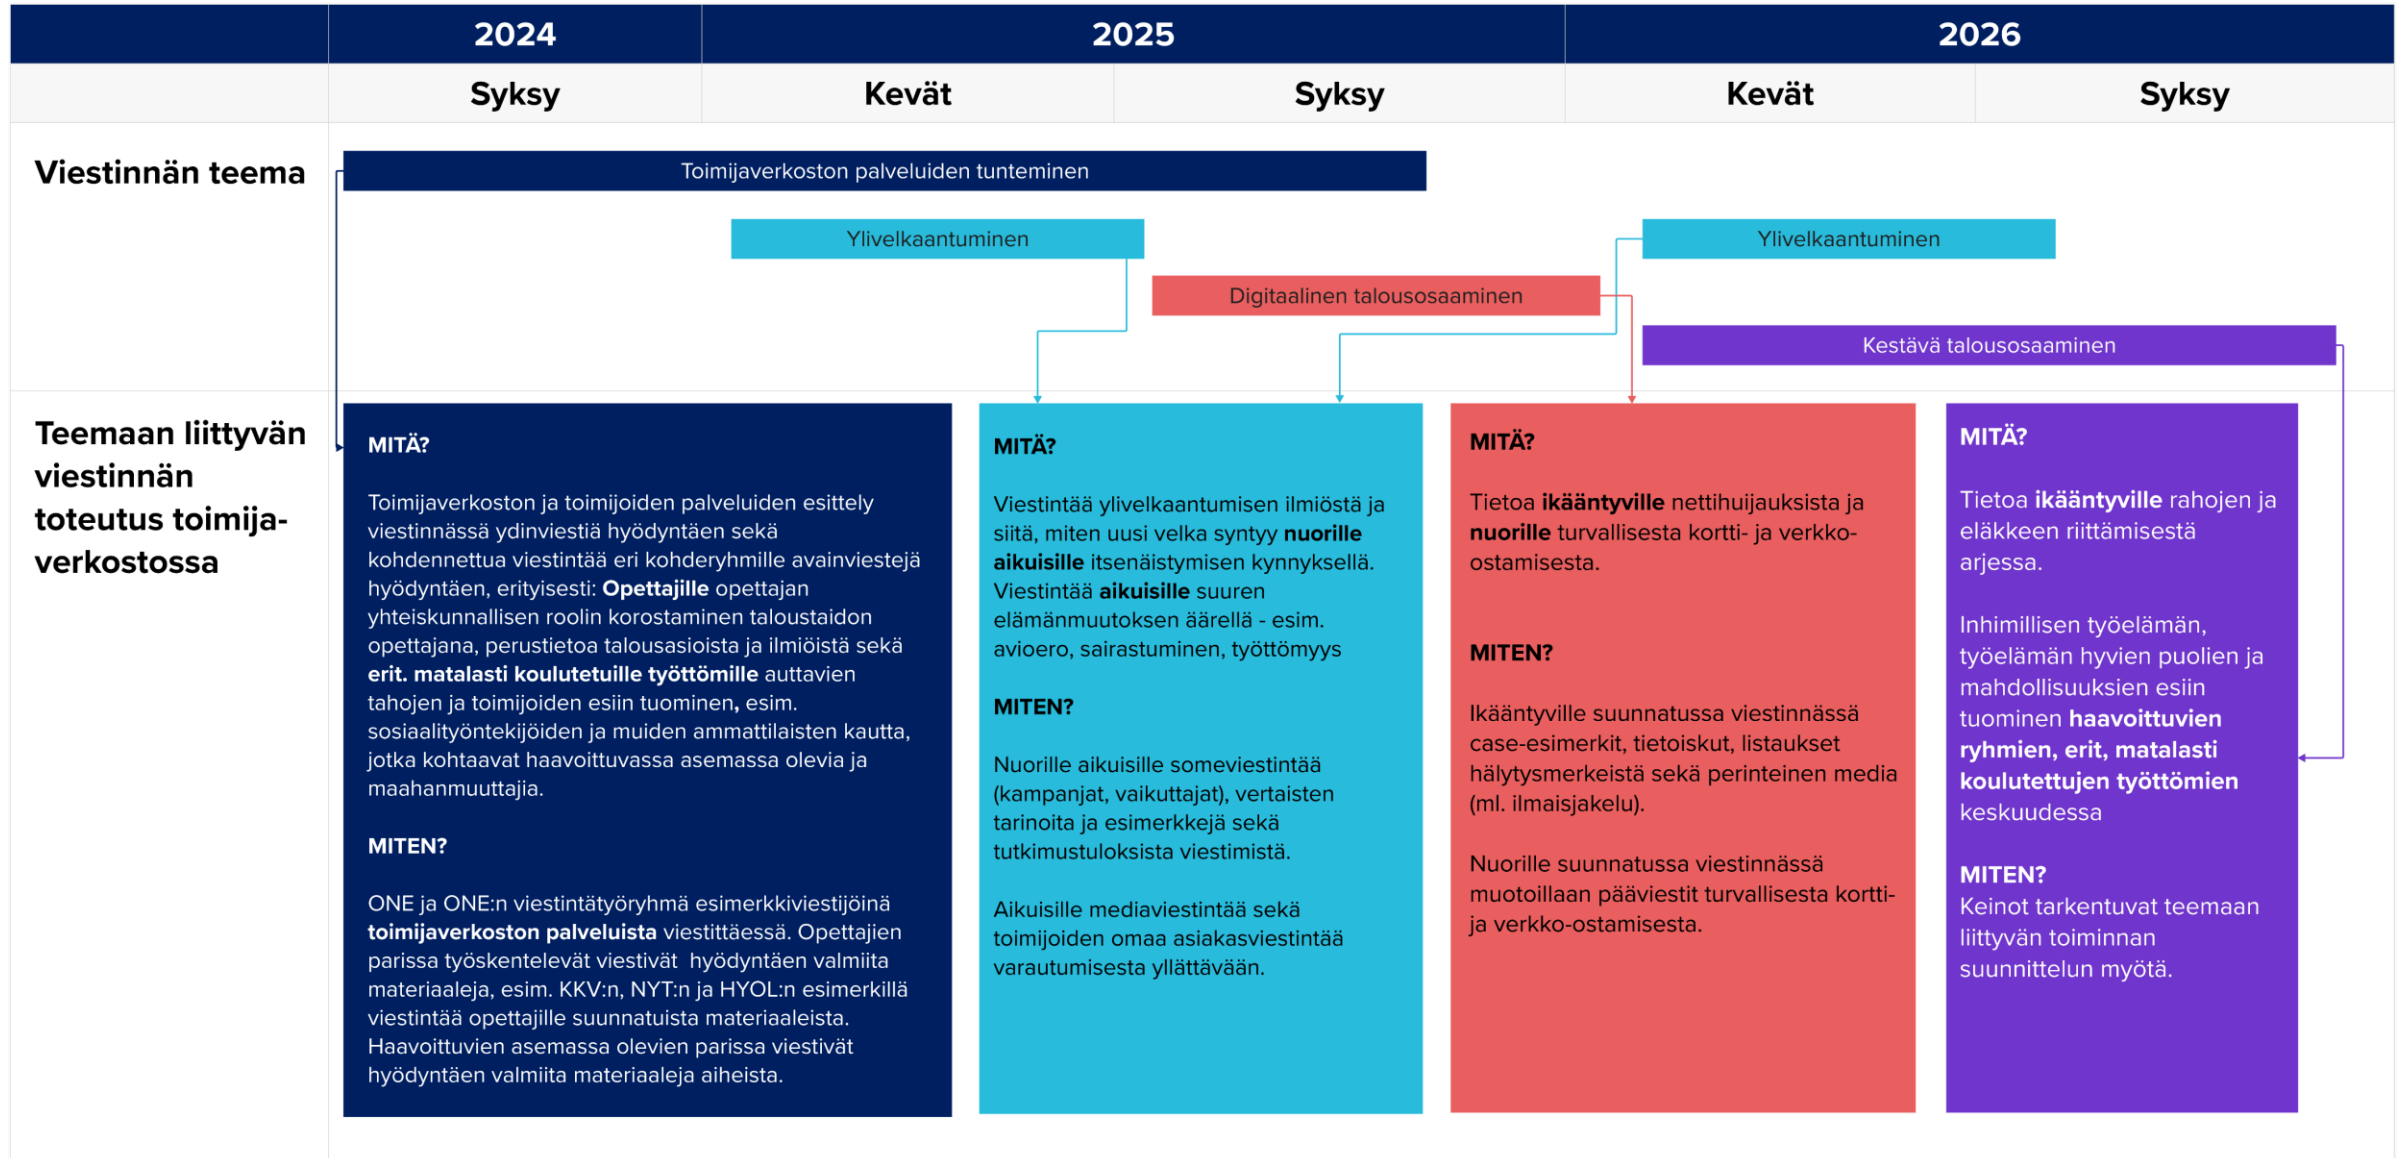 2024
2025
2026
Syksy
Kevät
Syksy
Kevät
Syksy
Viestinnän teema
Toimijaverkoston palveluiden tunteminen
Ylivelkaantuminen
Ylivelkaantuminen
Digitaalinen talousosaaminen
Kestävä talousosaaminen
Teemaan liittyvän
viestinnän
toteutus toimija-
verkostossa
MITÄ?
Toimijaverkoston ja toimijoiden palveluiden esittely
viestinnässä ydinviestiä hyödyntäen sekä
kohdennettua viestintää eri kohderyhmille avainviestejä
hyödyntäen, erityisesti: Opettajille opettajan
yhteiskunnallisen roolin korostaminen taloustaidon
opettajana, perustietoa talousasioista ja ilmiöistä sekä
erit. matalasti koulutetuille työttömille auttavien
tahojen ja toimijoiden esiin tuominen, esim.
sosiaalityöntekijöiden ja muiden ammattilaisten kautta,
jotka kohtaavat haavoittuvassa asemassa olevia ja
maahanmuuttajia.
MITEN?
ONE ja ONE:n viestintätyöryhmä esimerkkiviestijöinä
toimijaverkoston palveluista viestittäessä. Opettajien
parissa työskentelevät viestivät  hyödyntäen valmiita
materiaaleja, esim. KKV:n, NYT:n ja HYOL:n esimerkillä
viestintää opettajille suunnatuista materiaaleista.
Haavoittuvien asemassa olevien parissa viestivät
hyödyntäen valmiita materiaaleja aiheista.
MITÄ?
Viestintää ylivelkaantumisen ilmiöstä ja
siitä, miten uusi velka syntyy nuorille
aikuisille itsenäistymisen kynnyksellä.
Viestintää aikuisille suuren
elämänmuutoksen äärellä - esim.
avioero, sairastuminen, työttömyys
MITEN?
Nuorille aikuisille someviestintää
(kampanjat, vaikuttajat), vertaisten
tarinoita ja esimerkkejä sekä
tutkimustuloksista viestimistä.
Aikuisille mediaviestintää sekä
toimijoiden omaa asiakasviestintää
varautumisesta yllättävään.
MITÄ?
Tietoa ikääntyville nettihuijauksista ja
nuorille turvallisesta kortti- ja verkko-
ostamisesta.
MITEN?
Ikääntyville suunnatussa viestinnässä
case-esimerkit, tietoiskut, listaukset
hälytysmerkeistä sekä perinteinen media
(ml. ilmaisjakelu).
Nuorille suunnatussa viestinnässä
muotoillaan pääviestit turvallisesta kortti-
ja verkko-ostamisesta.
MITÄ?
Tietoa ikääntyville rahojen ja
eläkkeen riittämisestä
arjessa.
Inhimillisen työelämän,
työelämän hyvien puolien ja
mahdollisuuksien esiin
tuominen haavoittuvien
ryhmien, erit, matalasti
koulutettujen työttömien
keskuudessa
MITEN?
Keinot tarkentuvat teemaan
liittyvän toiminnan
suunnittelun myötä.